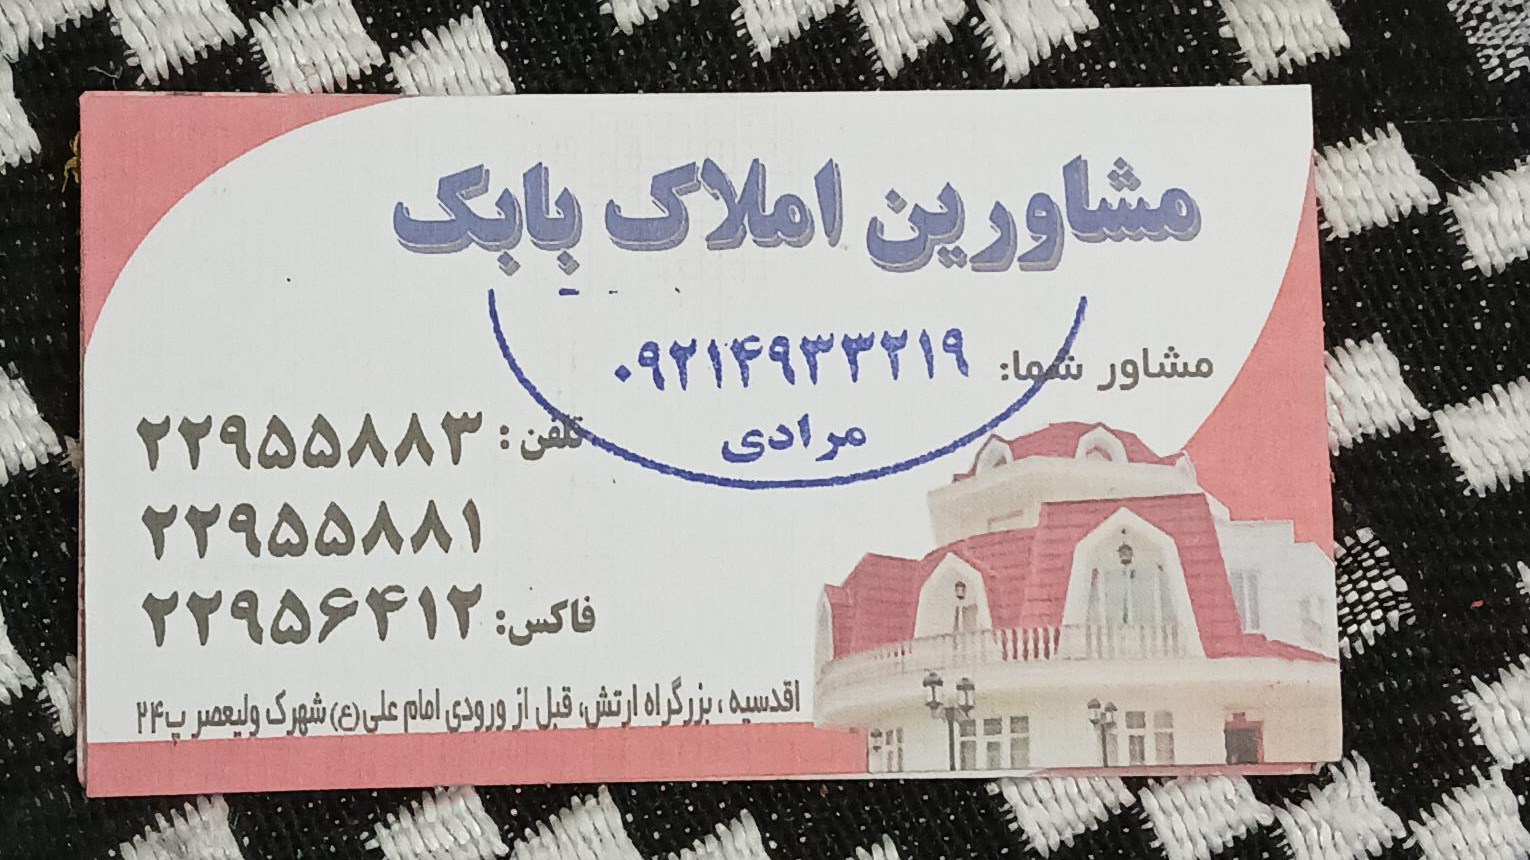 مشاورین املاک بابک
مشاور شما: ۰۹۲۱۴۹۳۳۲۱۹
مرادی
تلفن: ۲۲۹۵۵۸۸۳
۲۲۹۵۵۸۸۱
فاکس: ۲۲۹۵۶۴۱۲
اقدسیه، بزرگراه ارتش، قبل از ورودی امام علی(ع) شهرک ولیعصر پ۲۴